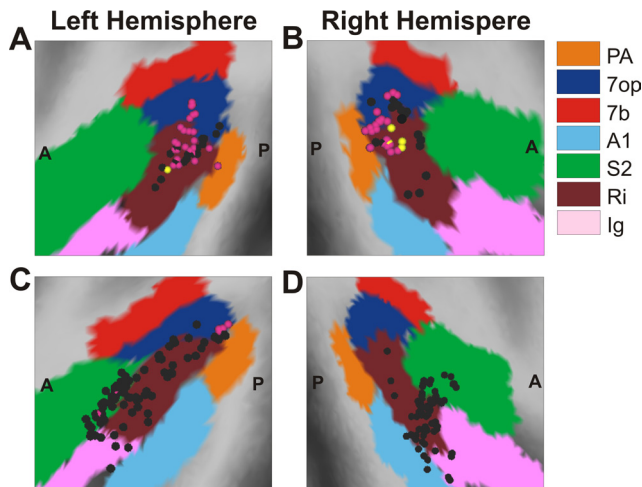 Left Hemisphere
Right Hemispere
A
B
A
P
P
A
PA
7op
7b
A1
S2
Ri
Ig
C
D
A
P
P
A